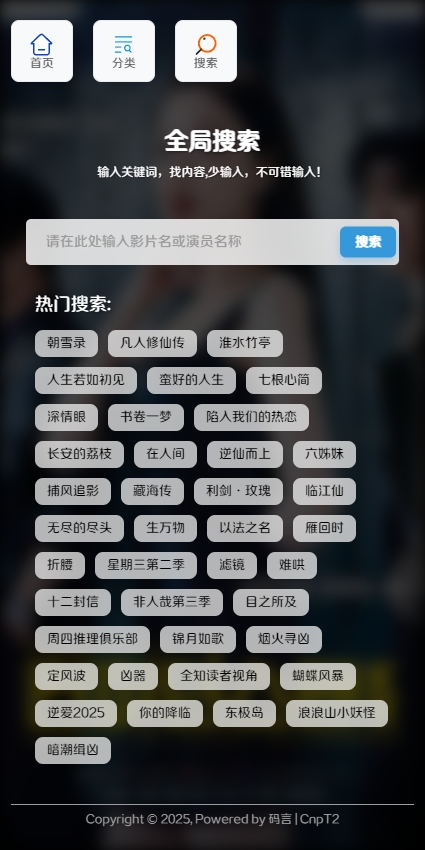 首页 分类 搜索
全局搜索
输入关键词，找内容,少输入，不可错输入！
请在此处输入影片名或演员名称 搜索
热门搜索:
朝雪录 凡人修仙传 淮水竹亭
人生若如初见 蛮好的人生 七根心简
深情眼 书卷一梦 陷入我们的热恋
长安的荔枝 在人间 逆仙而上 六姊妹
捕风追影 藏海传 利剑·玫瑰 临江仙
无尽的尽头 生万物 以法之名 雁回时
折腰 星期三第二季 滤镜 难哄
十二封信 非人哉第三季 目之所及
周四推理俱乐部 锦月如歌 烟火寻凶
定风波 凶器 全知读者视角 蝴蝶风暴
逆爱2025 你的降临 东极岛 浪浪山小妖怪
暗潮缉凶
Copyright © 2025, Powered by 码言 | CnpT2